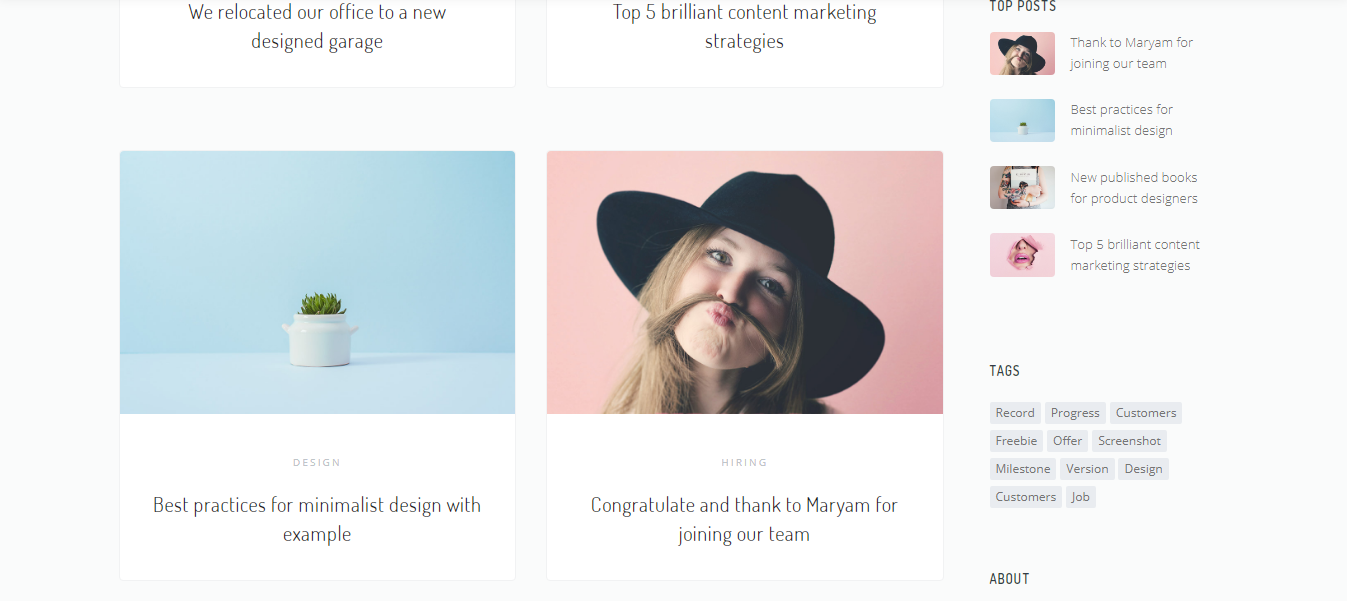 We relocated our office to a new
designed garage
Top 5 brilliant content marketing
strategies
DESIGN
Best practices for minimalist design with
example
HIRING
Congratulate and thank to Maryam for
joining our team
TOP POSTS
Thank to Maryam for
joining our team
Best practices for
minimalist design
New published books
for product designers
Top 5 brilliant content
marketing strategies
TAGS
Record Progress Customers
Freebie Offer Screenshot
Milestone Version Design
Customers Job
ABOUT